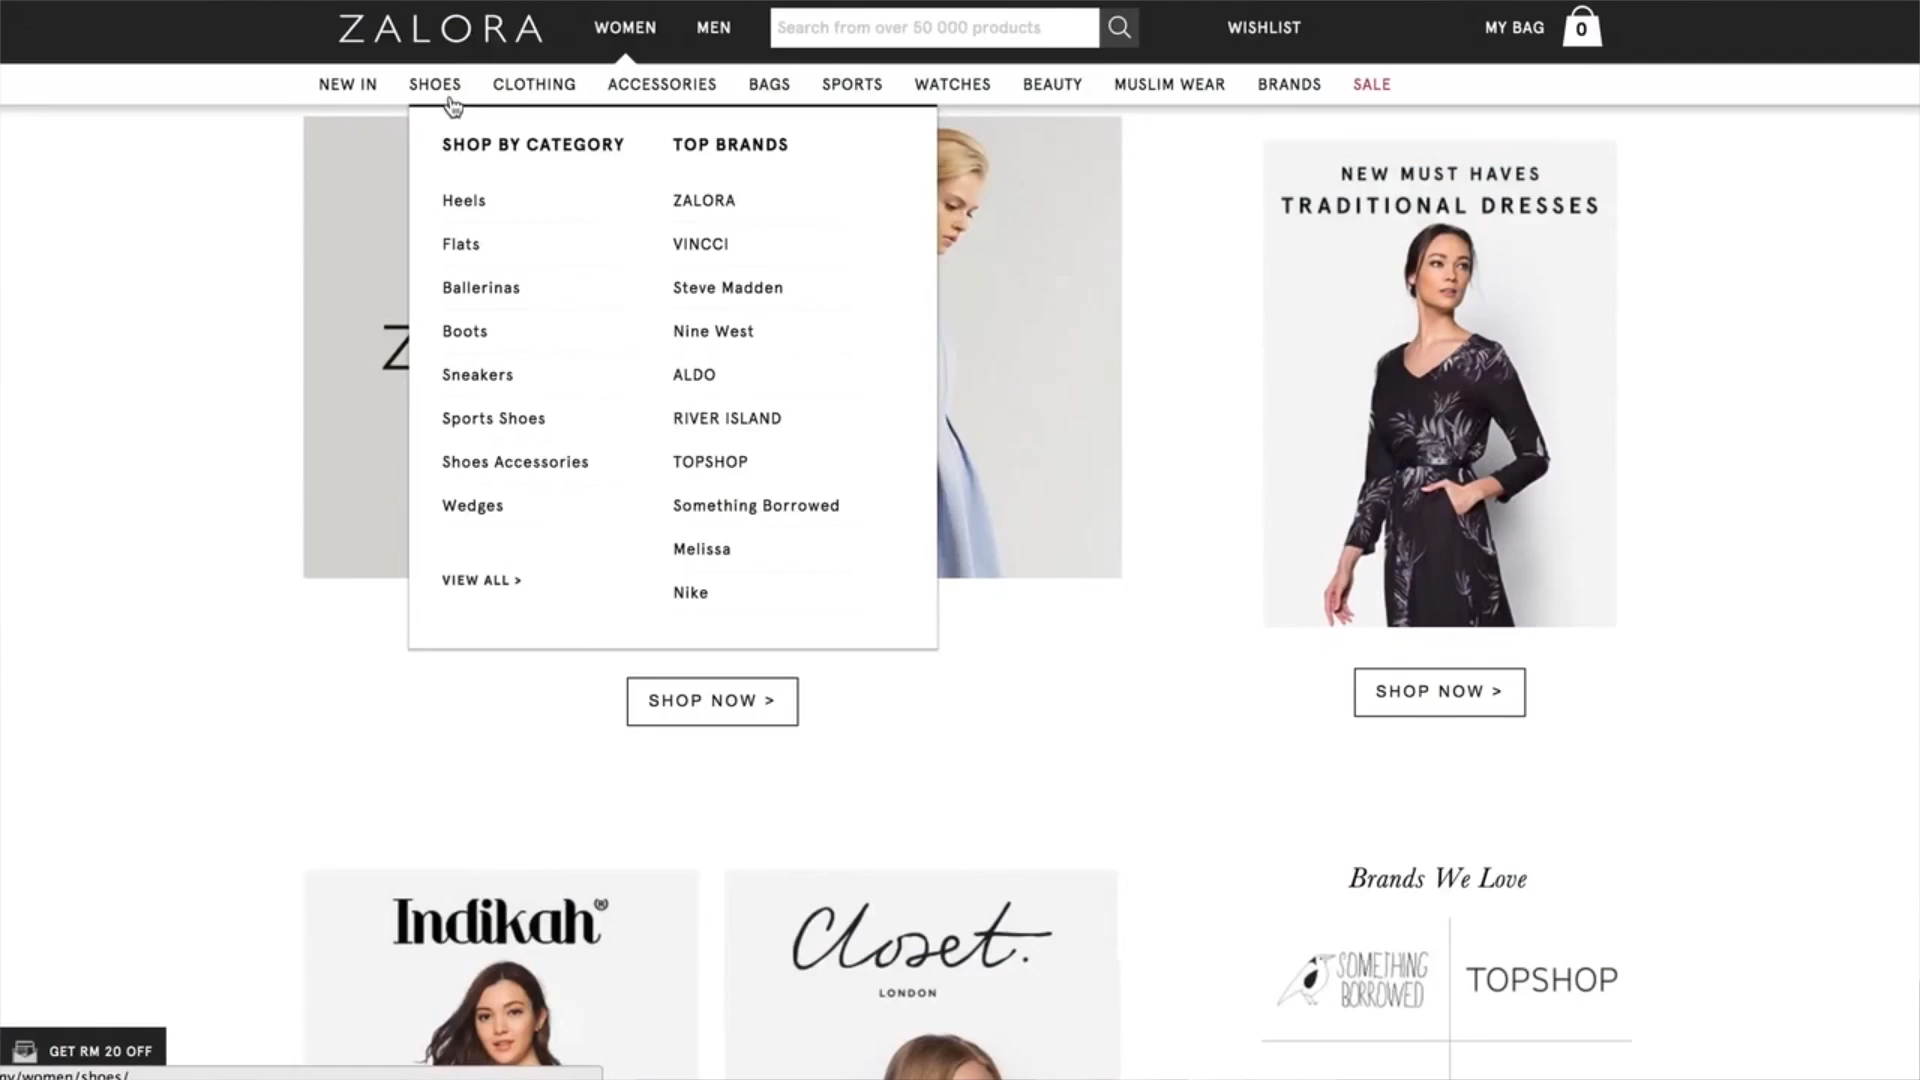 ZALORA
WOMEN
MEN
Search from over 50 000 products
WISHLIST
MY BAG
0
NEW IN
SHOES
CLOTHING
ACCESSORIES
BAGS
SPORTS
WATCHES
BEAUTY
MUSLIM WEAR
BRANDS
SALE
SHOP BY CATEGORY
Heels
Flats
Ballerinas
Boots
Sneakers
Sports Shoes
Shoes Accessories
Wedges
VIEW ALL >
TOP BRANDS
ZALORA
VINCCI
Steve Madden
Nine West
ALDO
RIVER ISLAND
TOPSHOP
Something Borrowed
Melissa
Nike
Z
SHOP NOW >
NEW MUST HAVES
TRADITIONAL DRESSES
SHOP NOW >
Indikah®
Closet.
LONDON
Brands We Love
SOMETHING
BORROWED
TOPSHOP
GET RM 20 OFF
my/women/shoes/